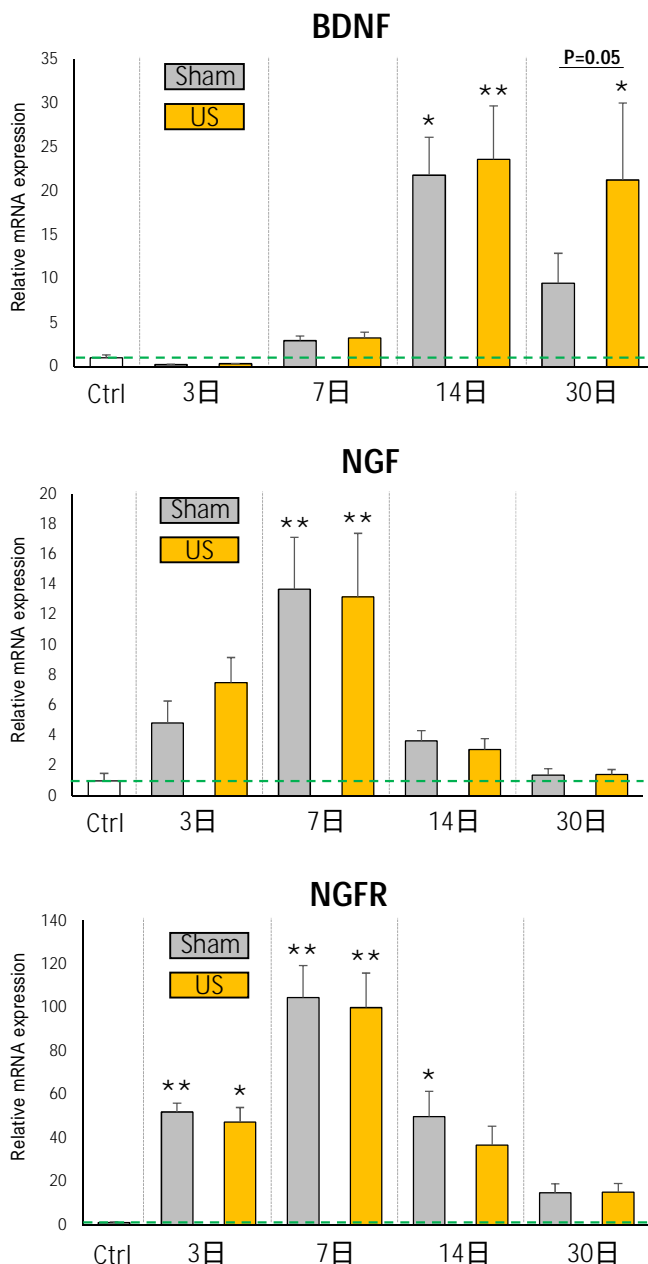 BDNF
Relative mRNA expression
35
30
25
20
15
10
5
0
Sham
US
*
**
P=0.05
*
Ctrl 3日 7日 14日 30日
NGF
Relative mRNA expression
20
18
16
14
12
10
8
6
4
2
0
Sham
US
**
**
Ctrl 3日 7日 14日 30日
NGFR
Relative mRNA expression
140
120
100
80
60
40
20
0
Sham
US
**
*
**
**
*
Ctrl 3日 7日 14日 30日